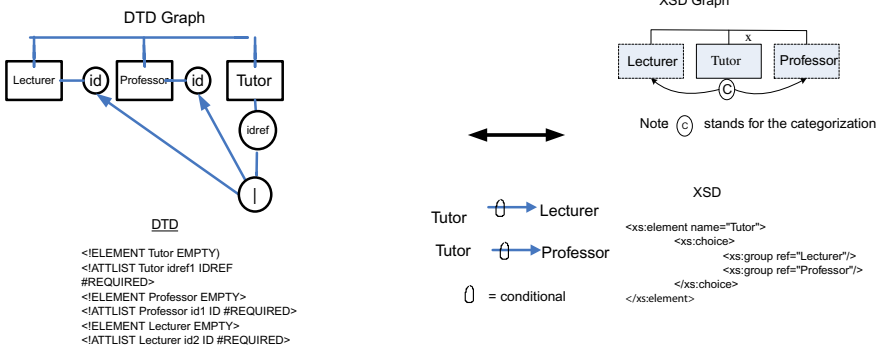 DTD Graph
Lecturer
id
Professor
id
Tutor
idref
|
DTD
<!ELEMENT Tutor EMPTY)
<!ATTLIST Tutor idref1 IDREF
#REQUIRED>
<!ELEMENT Professor EMPTY>
<!ATTLIST Professor id1 ID #REQUIRED>
<!ELEMENT Lecturer EMPTY>
<!ATTLIST Lecturer id2 ID #REQUIRED>
Tutor Lecturer
Tutor Professor
= conditional
XSD Graph
x
Lecturer
Tutor
Professor
C
Note C stands for the categorization
XSD
<xs:element name="Tutor">
<xs:choice>
<xs:group ref="Lecturer"/>
<xs:group ref="Professor"/>
</xs:choice>
</xs:element>